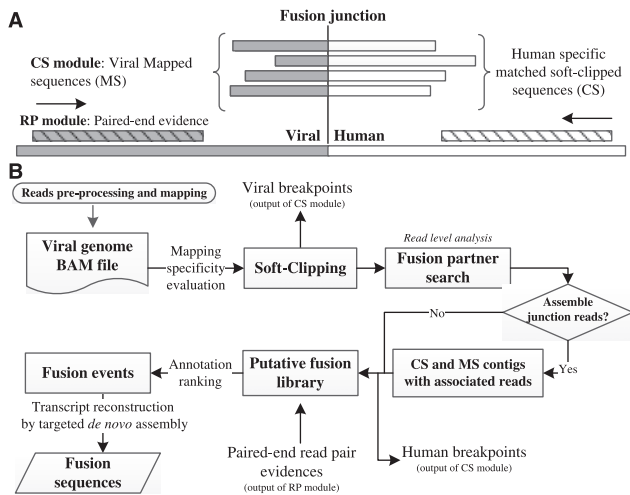 A
Fusion junction
CS module: Viral Mapped
sequences (MS)
Human specific
matched soft-clipped
sequences (CS)
RP module: Paired-end evidence
Viral
Human
B
Reads pre-processing and mapping
Viral genome
BAM file
Mapping
specificity
evaluation
Viral breakpoints
(output of CS module)
Soft-Clipping
Read level analysis
Fusion partner
search
Assemble
junction reads?
No
Yes
CS and MS contigs
with associated reads
Human breakpoints
(output of CS module)
Putative fusion
library
Paired-end read pair
evidences
(output of RP module)
Annotation
ranking
Fusion events
Transcript reconstruction
by targeted de novo assembly
Fusion
sequences